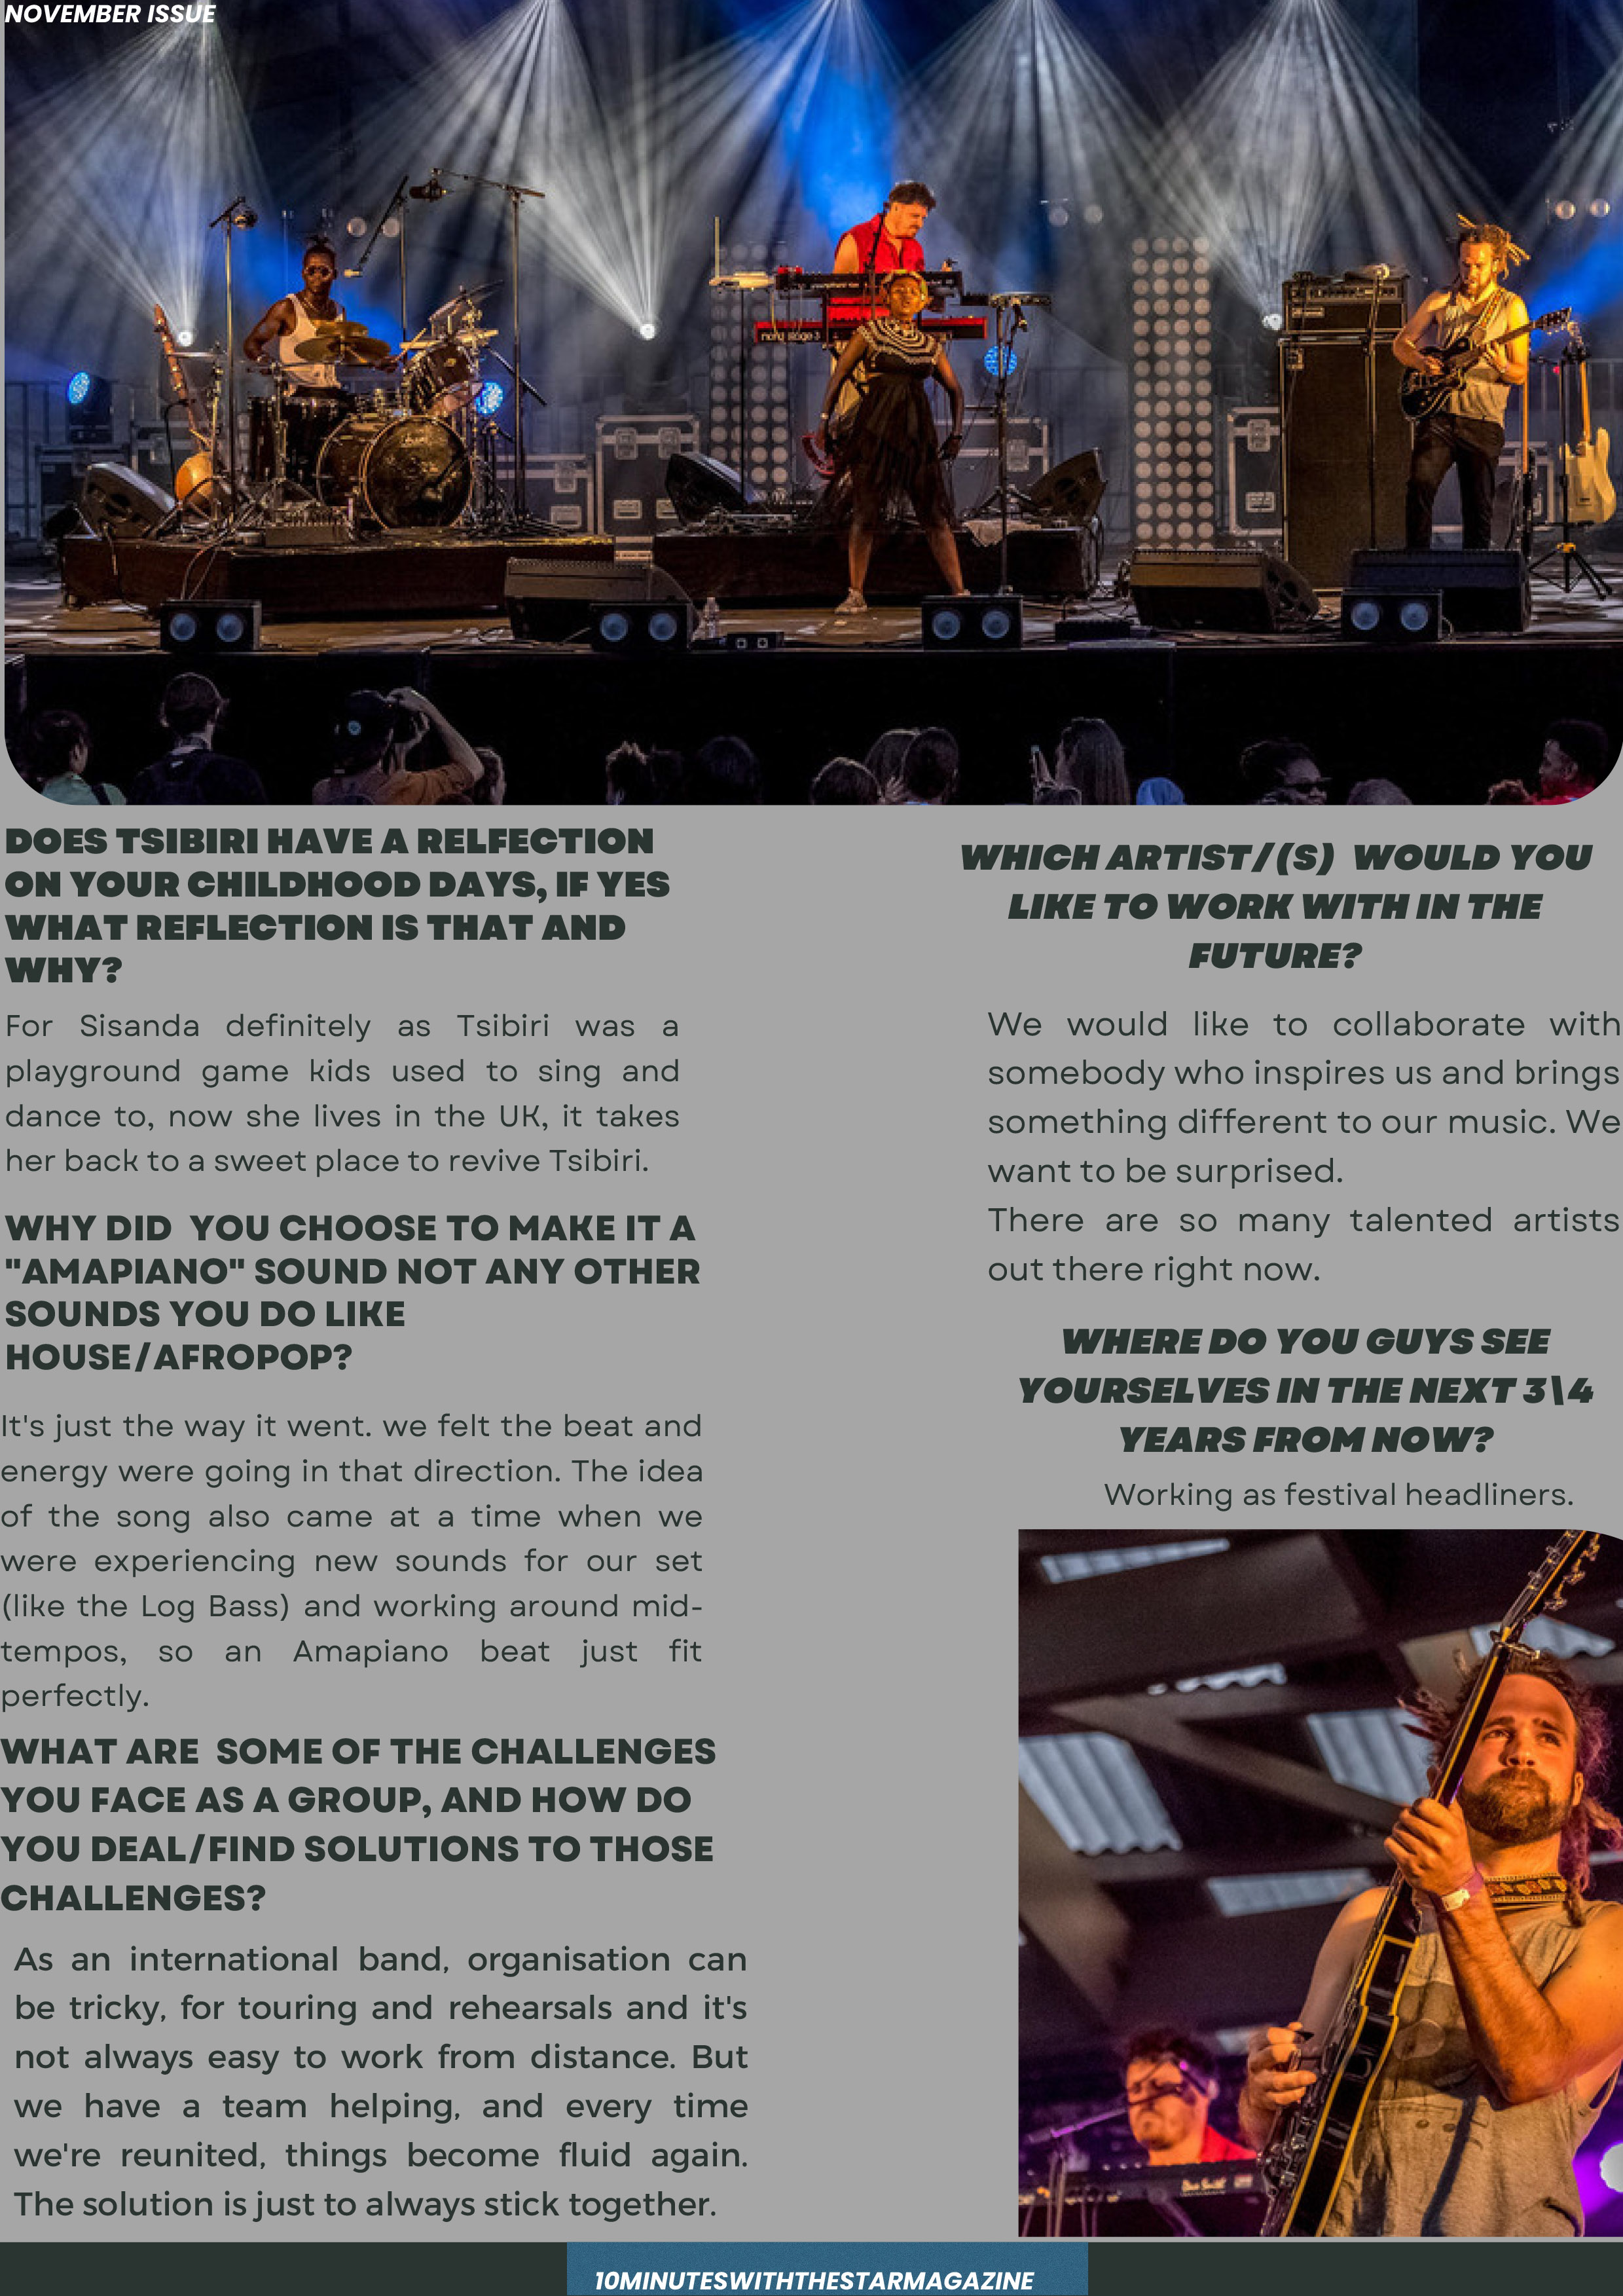 NOVEMBER ISSUE
DOES TSIBIRI HAVE A RELFECTION
ON YOUR CHILDHOOD DAYS, IF YES
WHAT REFLECTION IS THAT AND
WHY?
For Sisanda definitely as Tsibiri was a
playground game kids used to sing and
dance to, now she lives in the UK, it takes
her back to a sweet place to revive Tsibiri.
WHY DID YOU CHOOSE TO MAKE IT A
"AMAPIANO" SOUND NOT ANY OTHER
SOUNDS YOU DO LIKE
HOUSE/AFROPOP?
It's just the way it went. we felt the beat and
energy were going in that direction. The idea
of the song also came at a time when we
were experiencing new sounds for our set
(like the Log Bass) and working around mid-
tempos, so an Amapiano beat just fit
perfectly.
WHAT ARE SOME OF THE CHALLENGES
YOU FACE AS A GROUP, AND HOW DO
YOU DEAL/FIND SOLUTIONS TO THOSE
CHALLENGES?
As an international band, organisation can
be tricky, for touring and rehearsals and it's
not always easy to work from distance. But
we have a team helping, and every time
we're reunited, things become fluid again.
The solution is just to always stick together.
WHICH ARTIST/(S) WOULD YOU
LIKE TO WORK WITH IN THE
FUTURE?
We would like to collaborate with
somebody who inspires us and brings
something different to our music. We
want to be surprised.
There are so many talented artists
out there right now.
WHERE DO YOU GUYS SEE
YOURSELVES IN THE NEXT 3\4
YEARS FROM NOW?
Working as festival headliners.
10MINUTESWITHTHESTARMAGAZINE